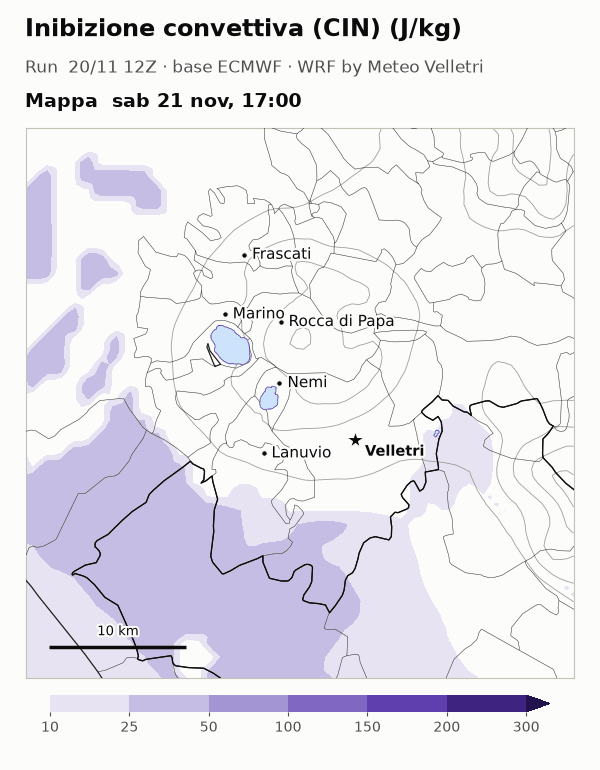 Inibizione convettiva (CIN) (J/kg)
Run 20/11 12Z · base ECMWF · WRF by Meteo Velletri
Mappa sab 21 nov, 17:00
Frascati
Marino
Rocca di Papa
Nemi
Velletri
Lanuvio
10 km
10 25 50 100 150 200 300